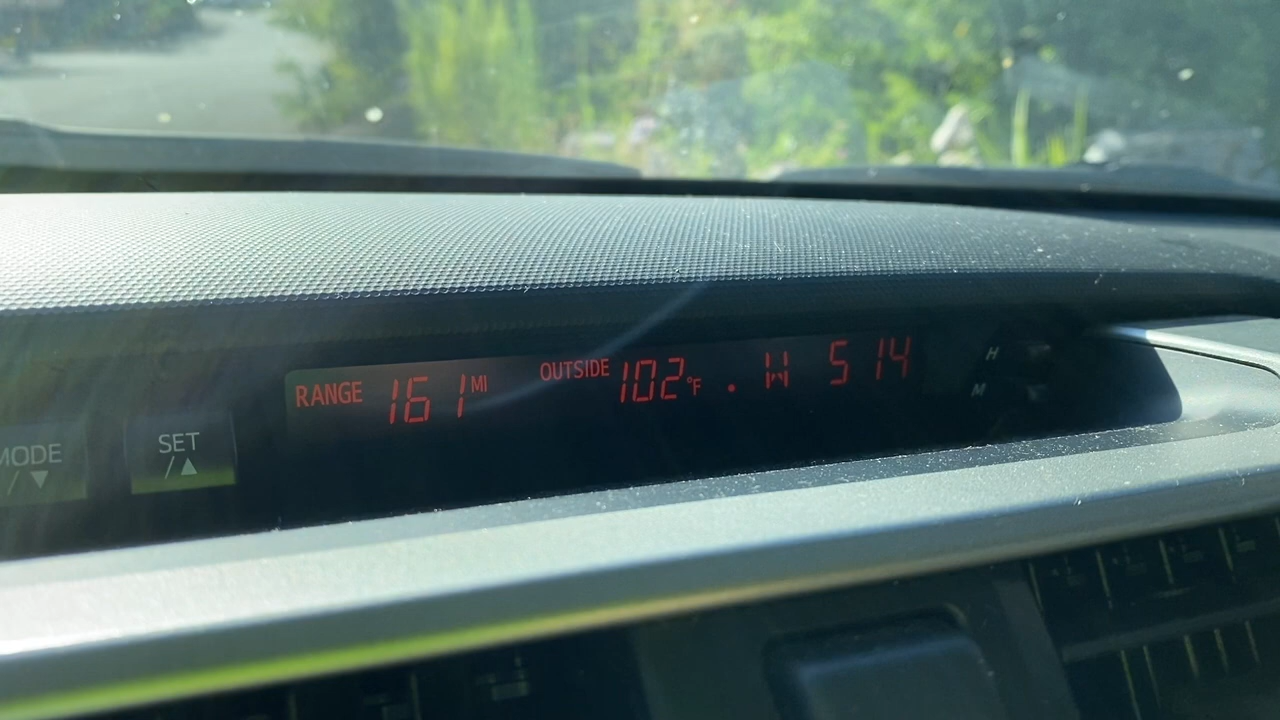 RANGE 161 MI OUTSIDE 102°F . W 5 14
MODE / ▼
SET / ▲
H
M